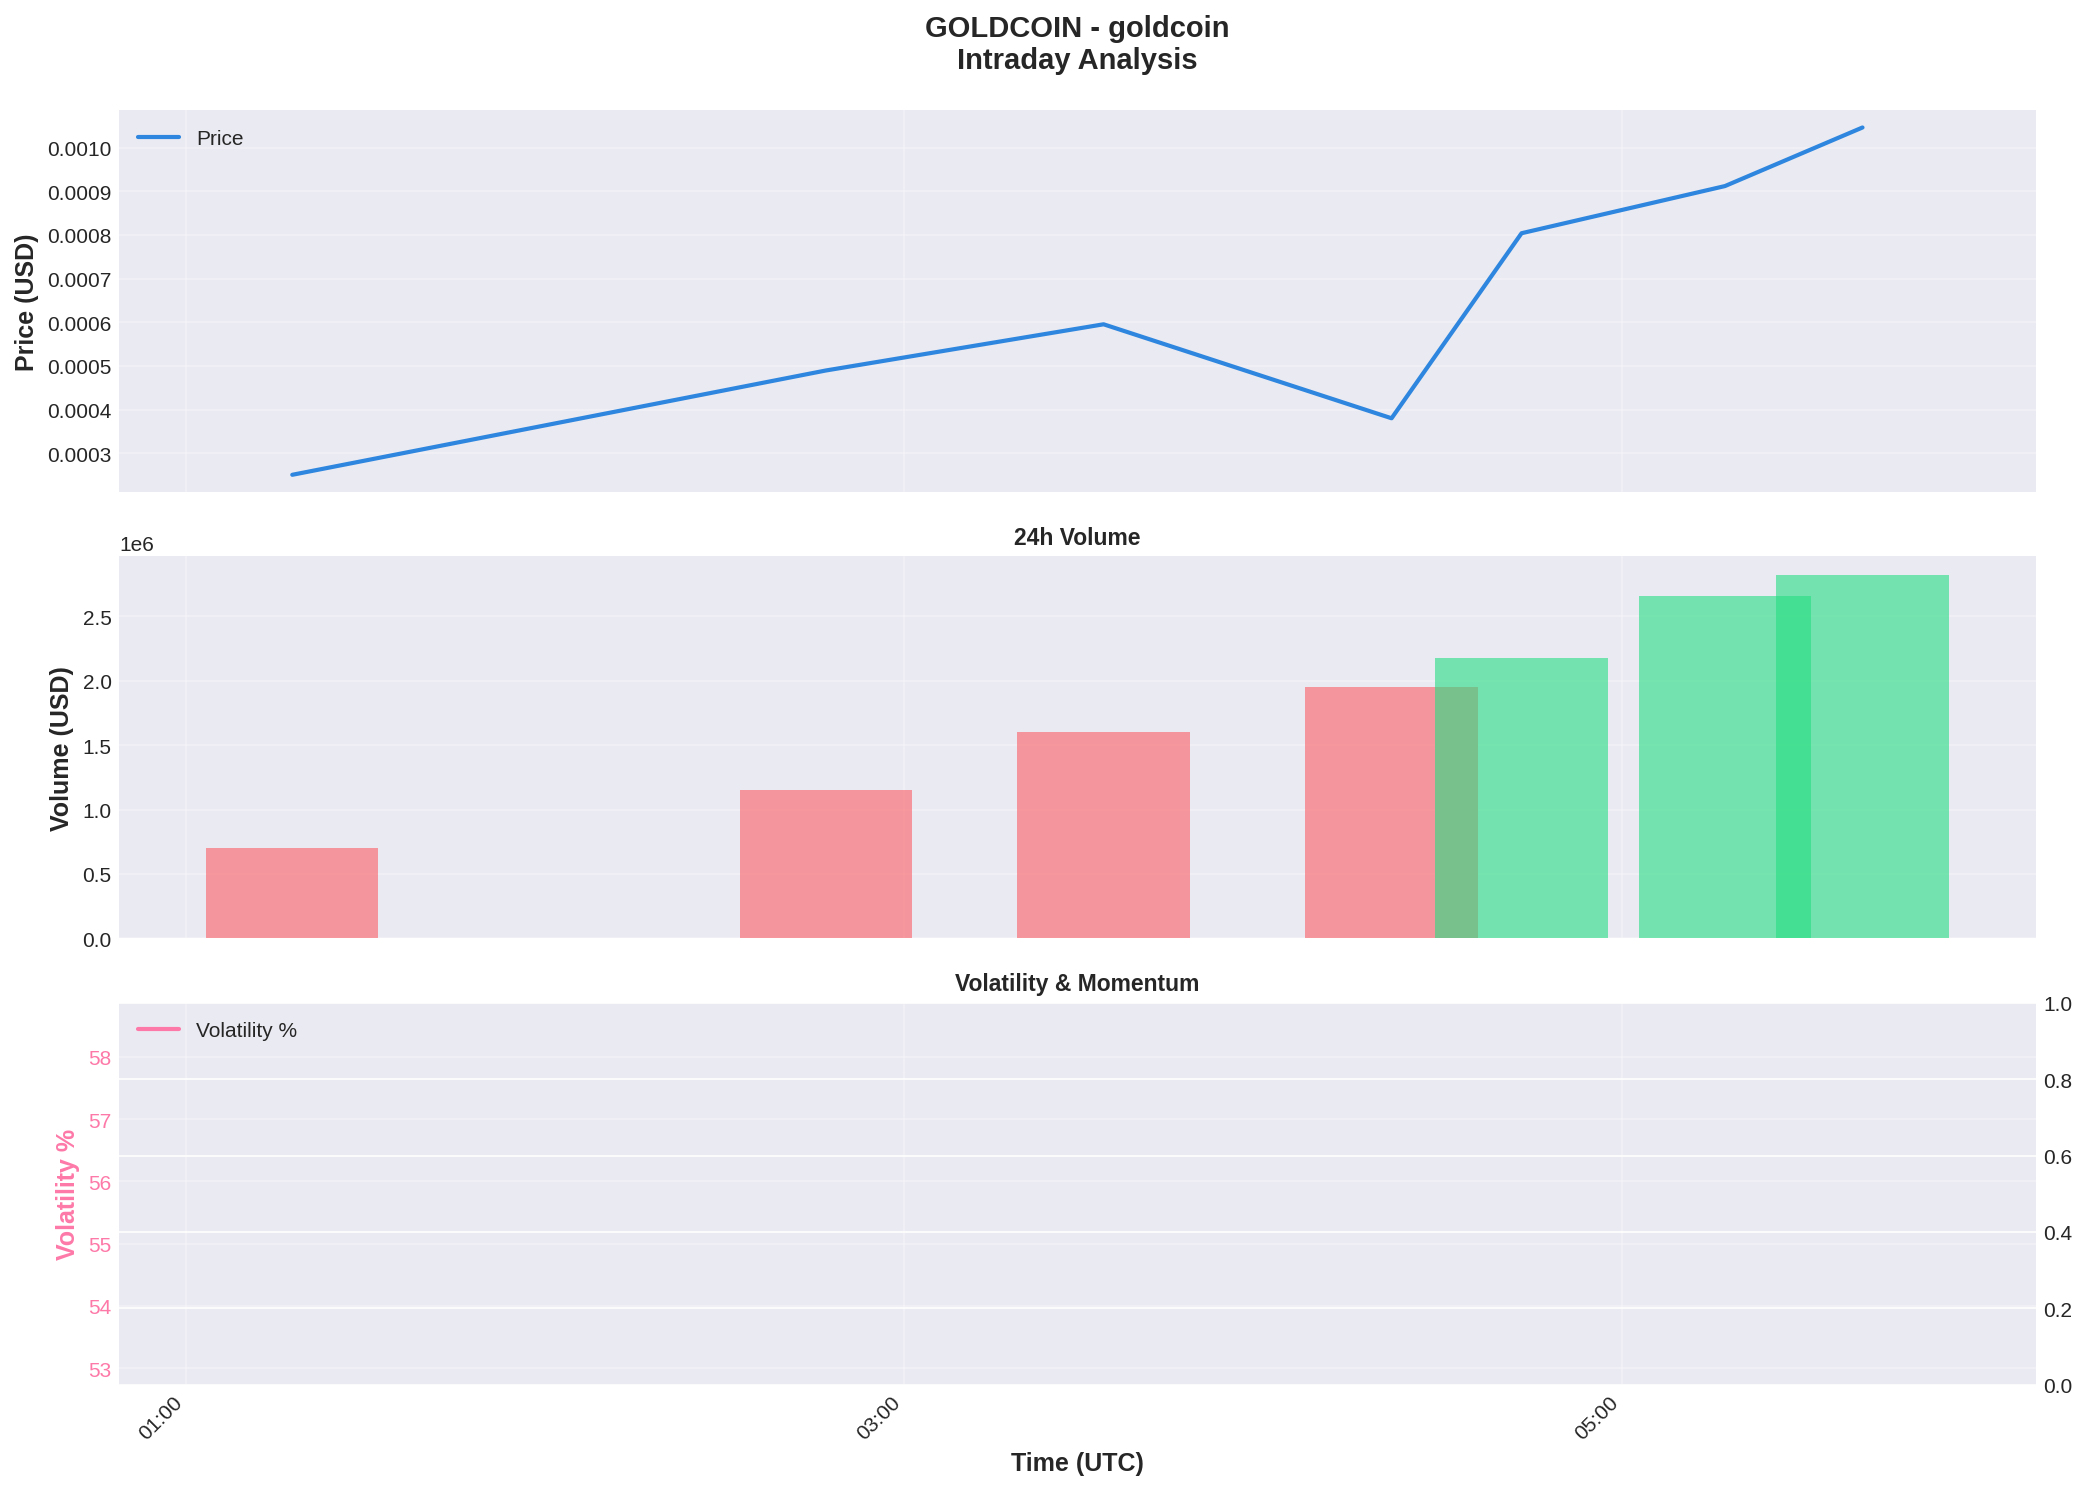 GOLDCOIN - goldcoin
Intraday Analysis
Price
Price (USD)
0.0010
0.0009
0.0008
0.0007
0.0006
0.0005
0.0004
0.0003
24h Volume
1e6
Volume (USD)
2.5
2.0
1.5
1.0
0.5
0.0
Volatility & Momentum
Volatility %
Volatility %
58
57
56
55
54
53
1.0
0.8
0.6
0.4
0.2
0.0
01:00
03:00
05:00
Time (UTC)